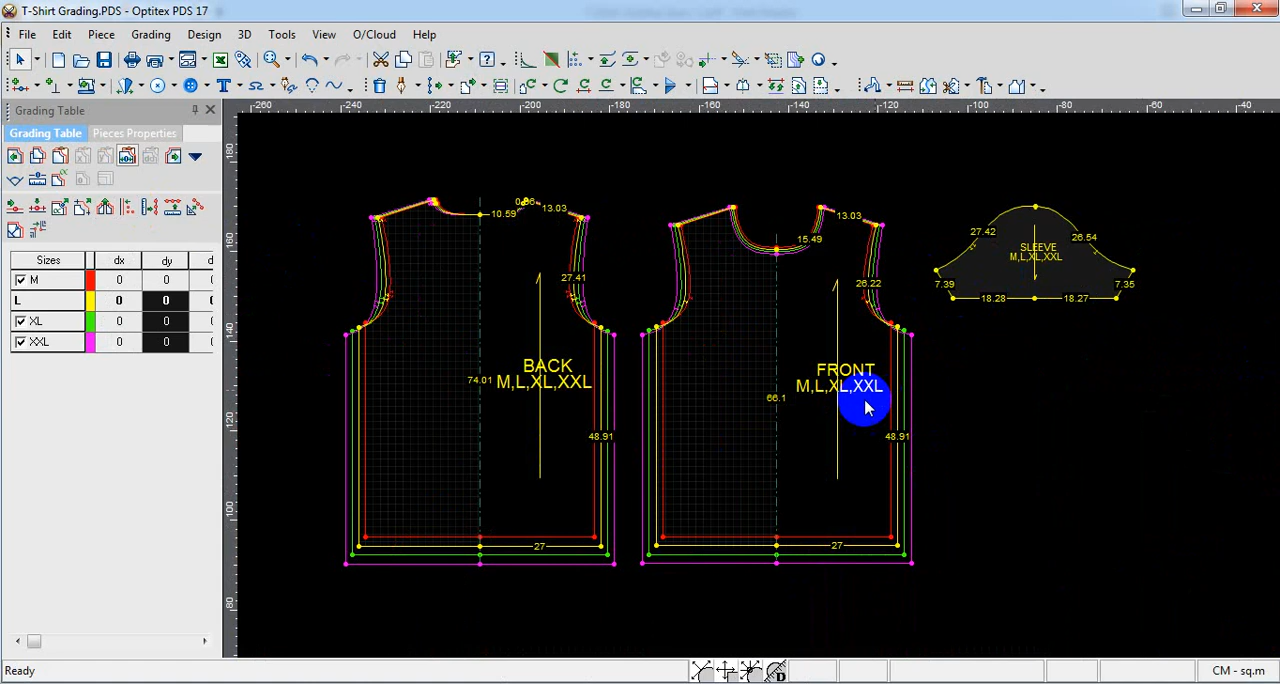 T-Shirt Grading.PDS - Optitex PDS 17
File Edit Piece Grading Design 3D Tools View O/Cloud Help
Grading Table
Grading Table Pieces Properties
Sizes dx dy d
M 0 0
L 0 0
XL 0 0
XXL 0 0
-260 -240 -220 -200 -180 -160 -140 -120 -100 -80 -60 -40
180
160
140
120
100
80
10.59
13.03
27.41
BACK
M,L,XL,XXL
74.01
48.91
27
13.03
15.49
26.22
FRONT
M,L,XL,XXL
66.1
48.91
27
27.42
26.54
SLEEVE
M,L,XL,XXL
7.39
7.35
18.28
18.27
Ready
CM - sq.m